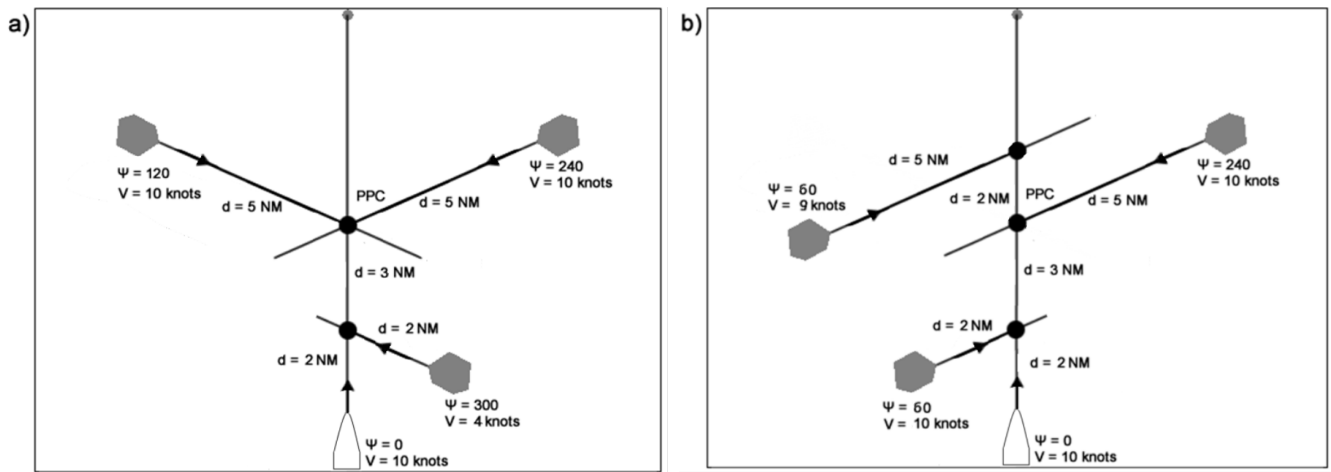 a)
Ψ = 120
V = 10 knots
d = 5 NM
PPC
d = 5 NM
Ψ = 240
V = 10 knots
d = 3 NM
d = 2 NM
d = 2 NM
Ψ = 300
V = 4 knots
Ψ = 0
V = 10 knots
b)
d = 5 NM
Ψ = 240
V = 10 knots
Ψ = 60
V = 9 knots
d = 2 NM
PPC
d = 5 NM
d = 3 NM
d = 2 NM
d = 2 NM
Ψ = 60
V = 10 knots
Ψ = 0
V = 10 knots